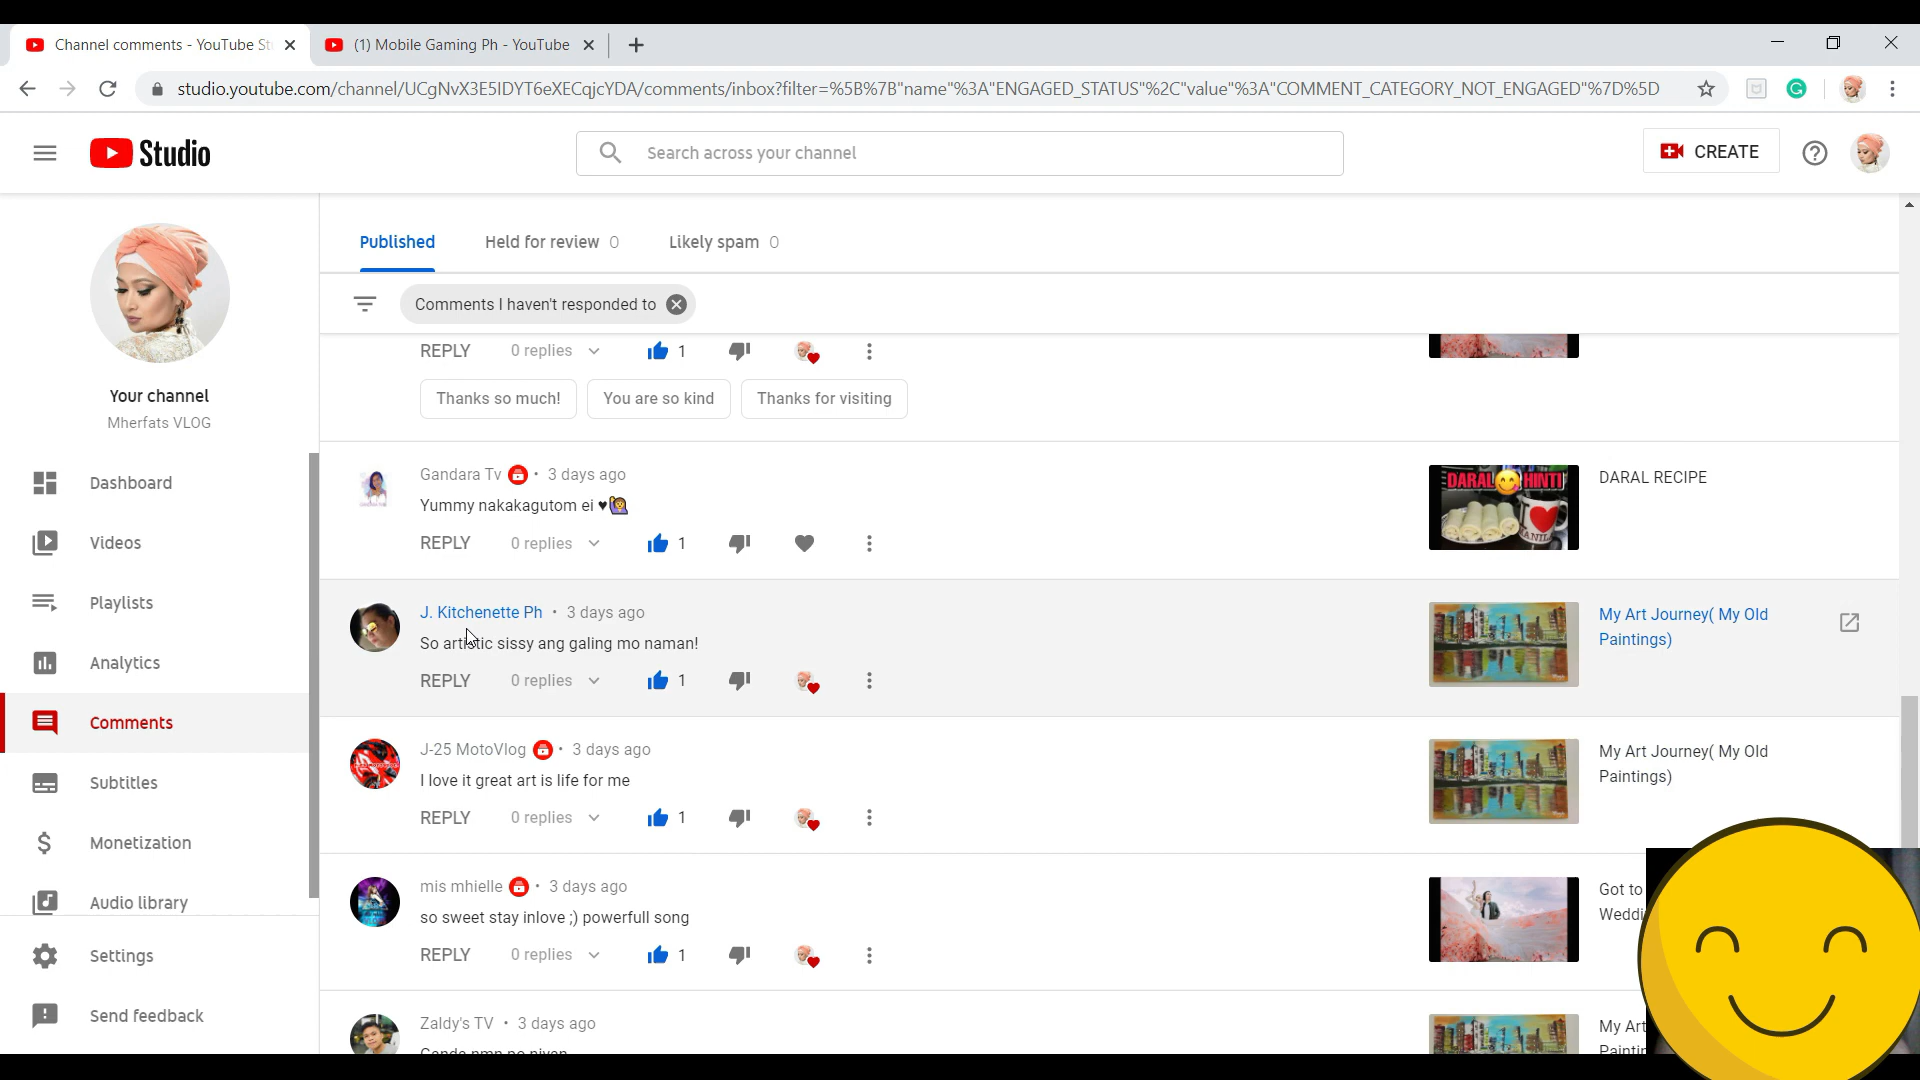 Channel comments - YouTube St
(1) Mobile Gaming Ph - YouTube
studio.youtube.com/channel/UCgNvX3E5IDYT6eXECqjcYDA/comments/inbox?filter=%5B%7B"name"%3A"ENGAGED_STATUS"%2C"value"%3A"COMMENT_CATEGORY_NOT_ENGAGED"%7D%5D
Studio
Search across your channel
CREATE
Your channel
Mherfats VLOG
Dashboard
Videos
Playlists
Analytics
Comments
Subtitles
Monetization
Audio library
Settings
Send feedback
Published
Held for review 0
Likely spam 0
Comments I haven't responded to
REPLY 0 replies 1
Thanks so much! You are so kind Thanks for visiting
Gandara Tv • 3 days ago
Yummy nakakagutom ei ♥🙋
REPLY 0 replies 1
DARAL HINTI
I
MANILA
DARAL RECIPE
J. Kitchenette Ph • 3 days ago
So artistic sissy ang galing mo naman!
REPLY 0 replies 1
My Art Journey( My Old
Paintings)
J-25 MotoVlog • 3 days ago
I love it great art is life for me
REPLY 0 replies 1
My Art Journey( My Old
Paintings)
mis mhielle • 3 days ago
so sweet stay inlove ;) powerfull song
REPLY 0 replies 1
Got to
Weddi
Zaldy's TV • 3 days ago
My Art